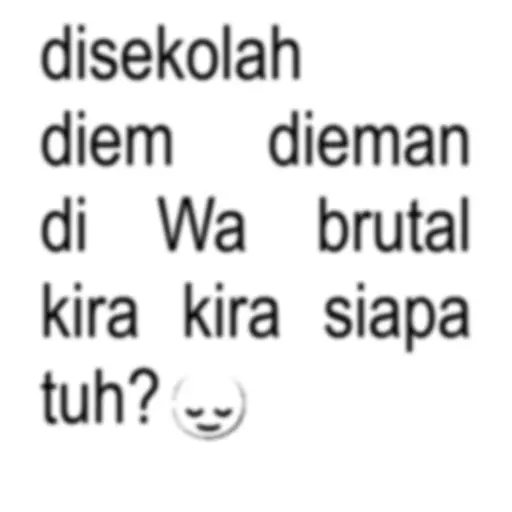 disekolah
diem dieman
di Wa brutal
kira kira siapa
tuh?😔